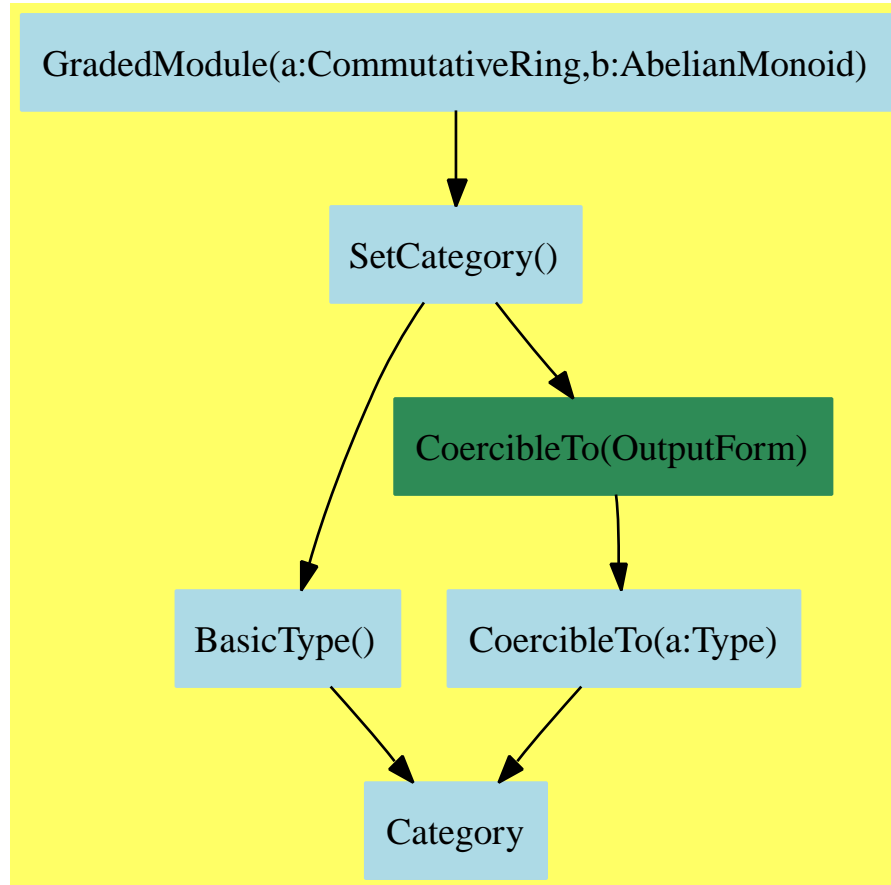 GradedModule(a:CommutativeRing,b:AbelianMonoid)
SetCategory()
CoercibleTo(OutputForm)
BasicType()
CoercibleTo(a:Type)
Category